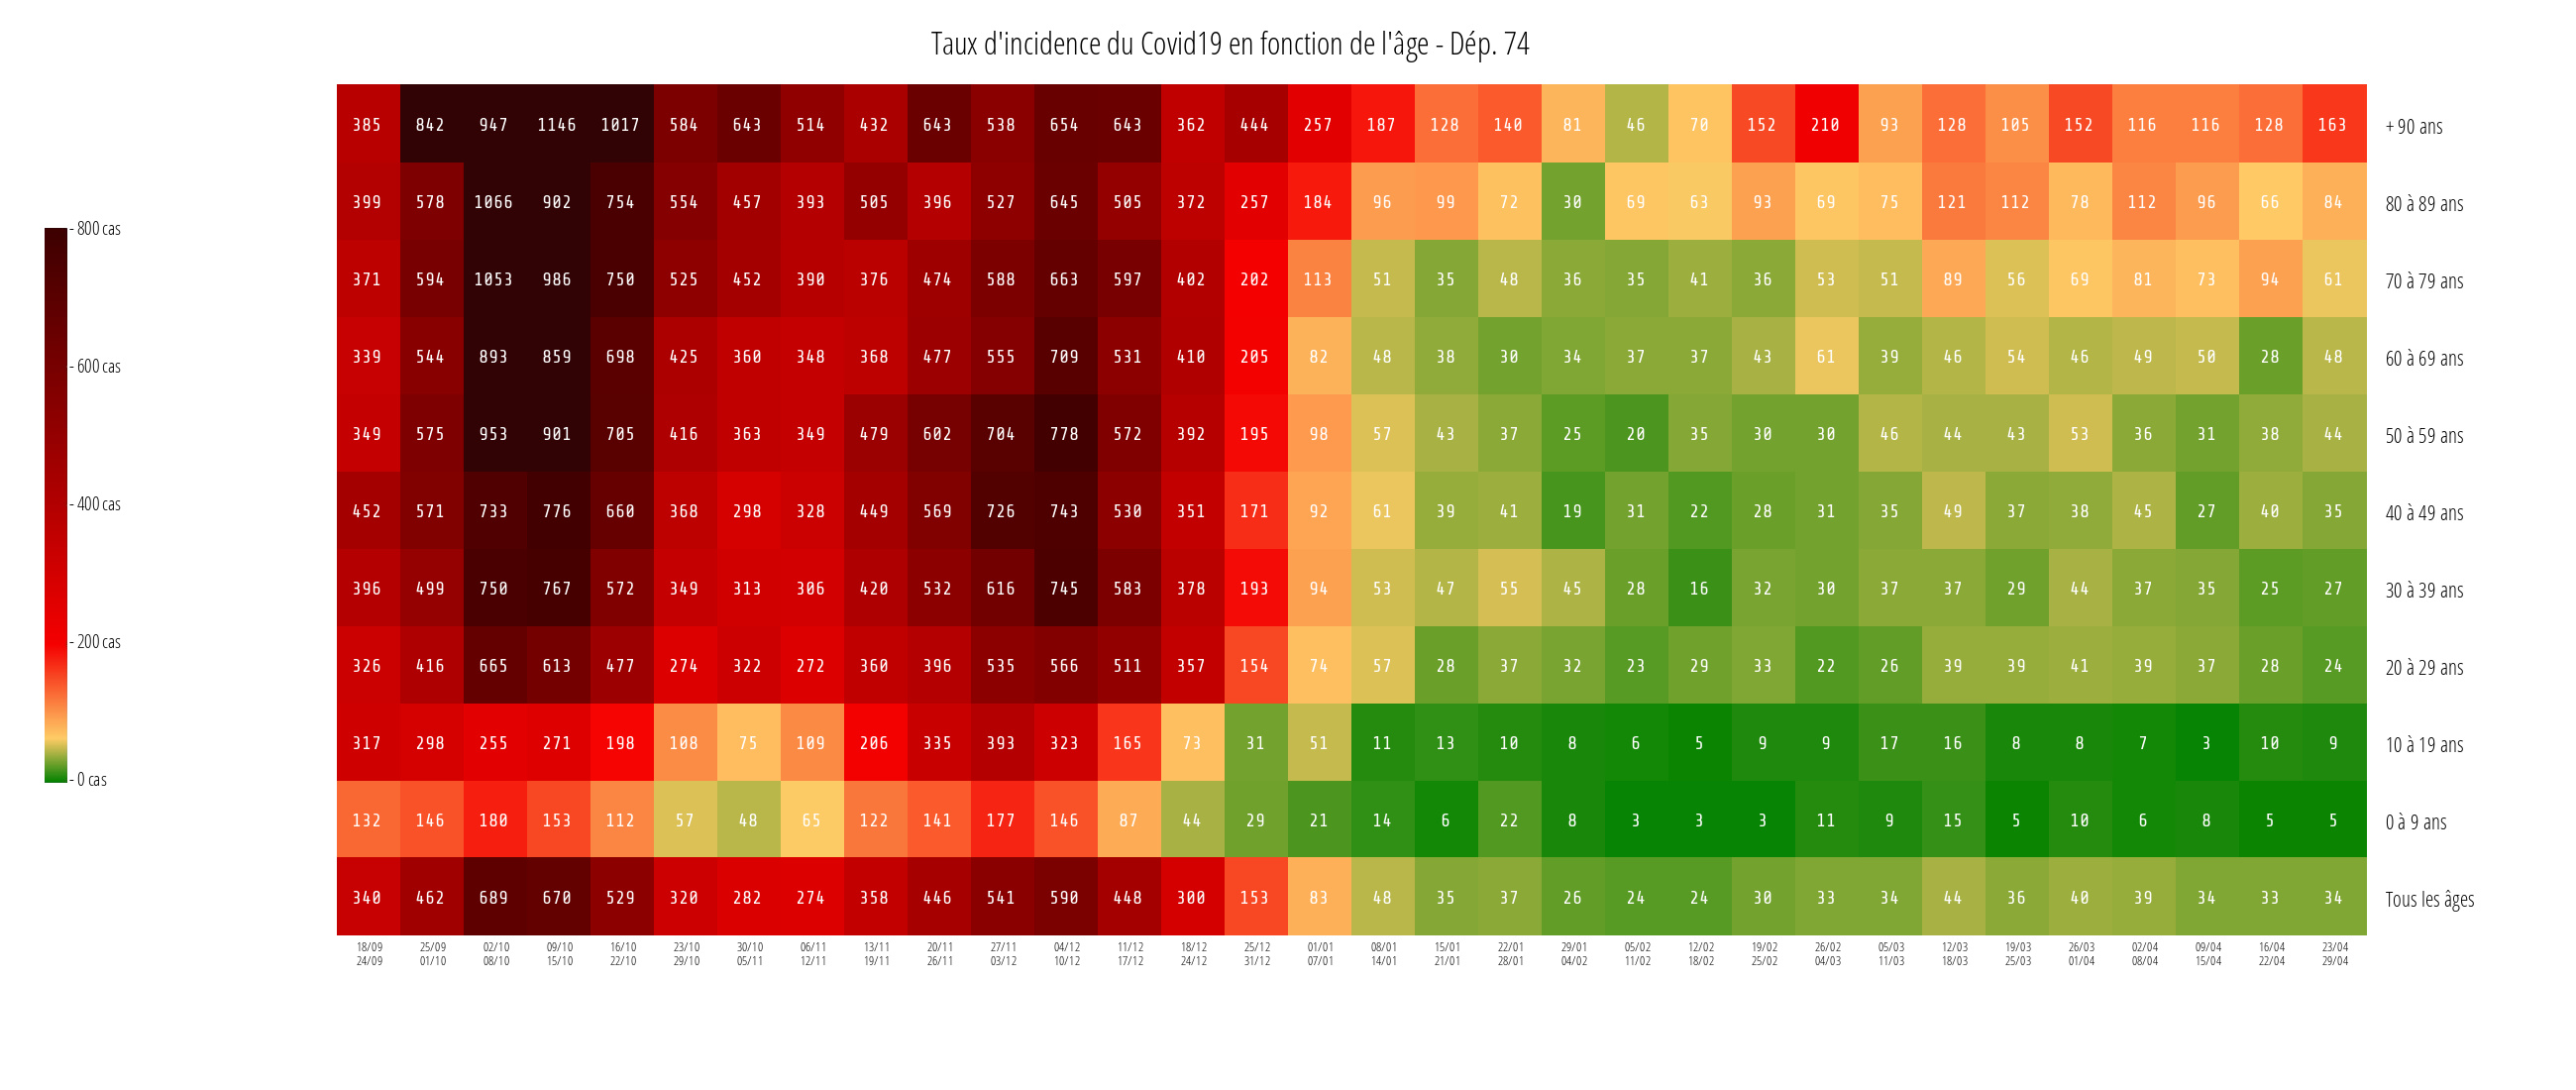 Taux d'incidence du Covid19 en fonction de l'âge - Dép. 74
- 800 cas
- 600 cas
- 400 cas
- 200 cas
- 0 cas
385 842 947 1146 1017 584 643 514 432 643 538 654 643 362 444 257 187 128 140 81 46 70 152 210 93 128 105 152 116 116 128 163 + 90 ans
399 578 1066 902 754 554 457 393 505 396 527 645 505 372 257 184 96 99 72 30 69 63 93 69 75 121 112 78 112 96 66 84 80 à 89 ans
371 594 1053 986 750 525 452 390 376 474 588 663 597 402 202 113 51 35 48 36 35 41 36 53 51 89 56 69 81 73 94 61 70 à 79 ans
339 544 893 859 698 425 360 348 368 477 555 709 531 410 205 82 48 38 30 34 37 37 43 61 39 46 54 46 49 50 28 48 60 à 69 ans
349 575 953 901 705 416 363 349 479 602 704 778 572 392 195 98 57 43 37 25 20 35 30 30 46 44 43 53 36 31 38 44 50 à 59 ans
452 571 733 776 660 368 298 328 449 569 726 743 530 351 171 92 61 39 41 19 31 22 28 31 35 49 37 38 45 27 40 35 40 à 49 ans
396 499 750 767 572 349 313 306 420 532 616 745 583 378 193 94 53 47 55 45 28 16 32 30 37 37 29 44 37 35 25 27 30 à 39 ans
326 416 665 613 477 274 322 272 360 396 535 566 511 357 154 74 57 28 37 32 23 29 33 22 26 39 39 41 39 37 28 24 20 à 29 ans
317 298 255 271 198 108 75 109 206 335 393 323 165 73 31 51 11 13 10 8 6 5 9 9 17 16 8 8 7 3 10 9 10 à 19 ans
132 146 180 153 112 57 48 65 122 141 177 146 87 44 29 21 14 6 22 8 3 3 3 11 9 15 5 10 6 8 5 5 0 à 9 ans
340 462 689 670 529 320 282 274 358 446 541 590 448 300 153 83 48 35 37 26 24 24 30 33 34 44 36 40 39 34 33 34 Tous les âges
18/09 25/09 02/10 09/10 16/10 23/10 30/10 06/11 13/11 20/11 27/11 04/12 11/12 18/12 25/12 01/01 08/01 15/01 22/01 29/01 05/02 12/02 19/02 26/02 05/03 12/03 19/03 26/03 02/04 09/04 16/04 23/04
24/09 01/10 08/10 15/10 22/10 29/10 05/11 12/11 19/11 26/11 03/12 10/12 17/12 24/12 31/12 07/01 14/01 21/01 28/01 04/02 11/02 18/02 25/02 04/03 11/03 18/03 25/03 01/04 08/04 15/04 22/04 29/04